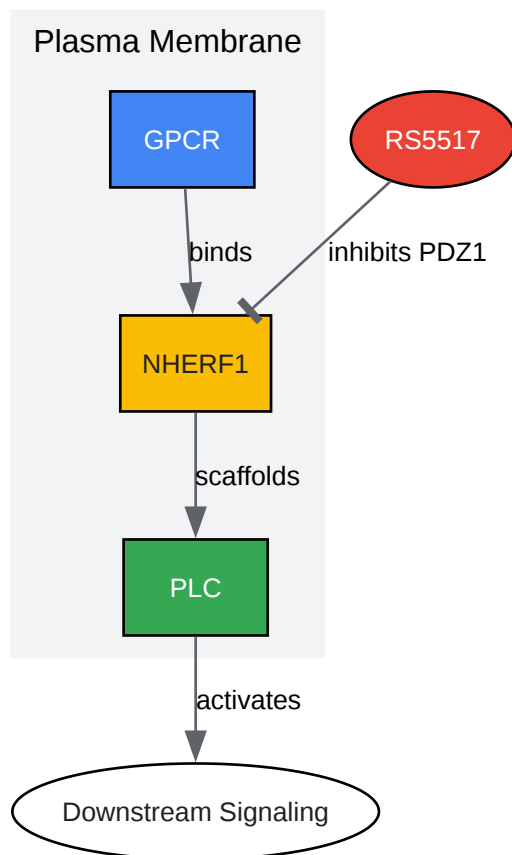 Plasma Membrane
GPCR
RS5517
binds
inhibits PDZ1
NHERF1
scaffolds
PLC
activates
Downstream Signaling